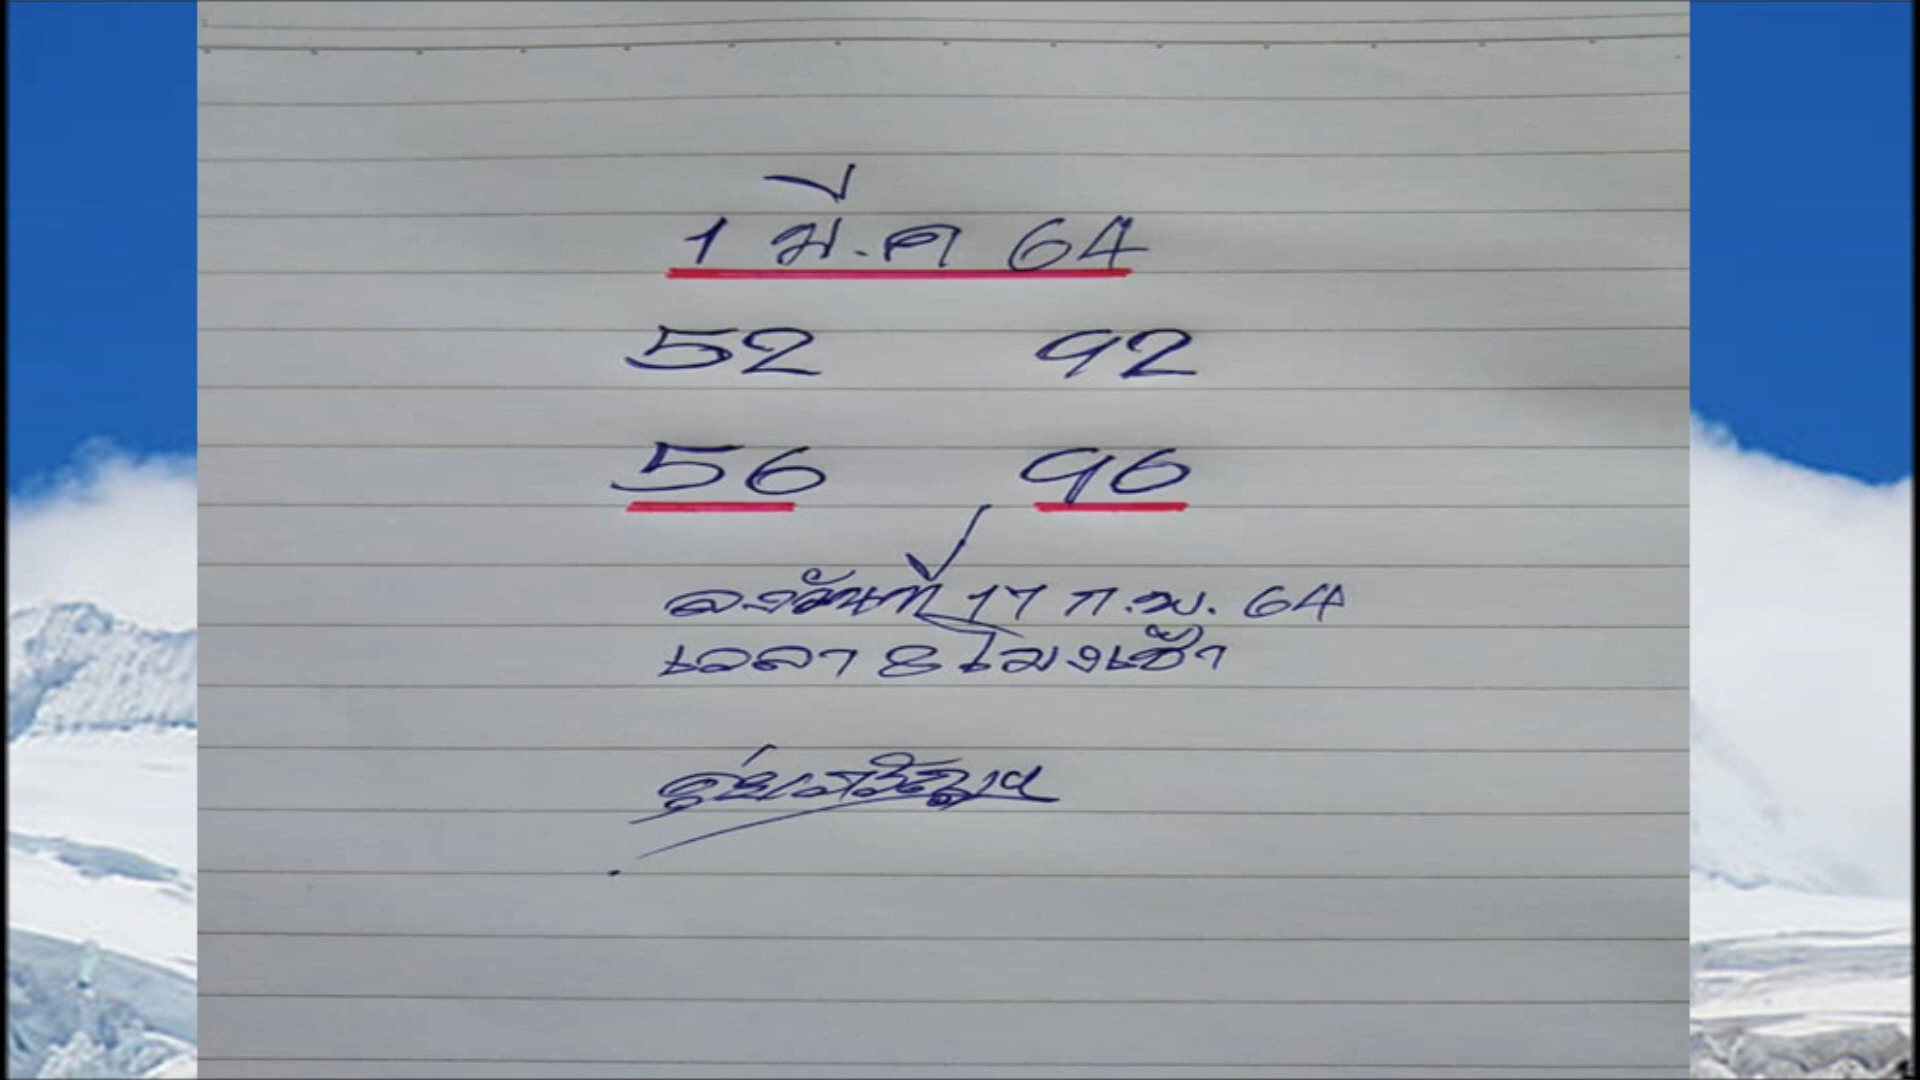 1 มี.ค 64
52 92
56 96
ลงวันที่ 17 ก.พ. 64
เวลา 8 โมงเช้า